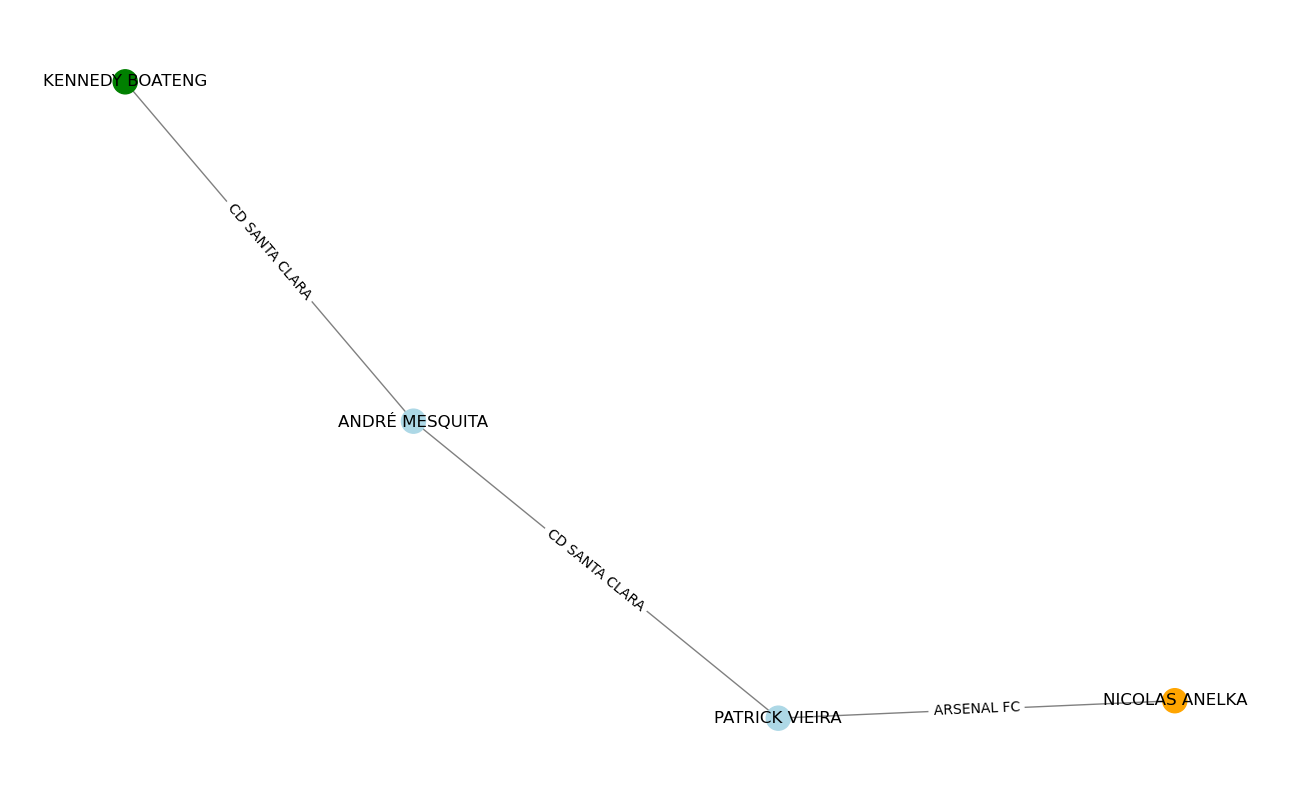 KENNEDY BOATENG
CD SANTA CLARA
ANDRÉ MESQUITA
CD SANTA CLARA
PATRICK VIEIRA
ARSENAL FC
NICOLAS ANELKA